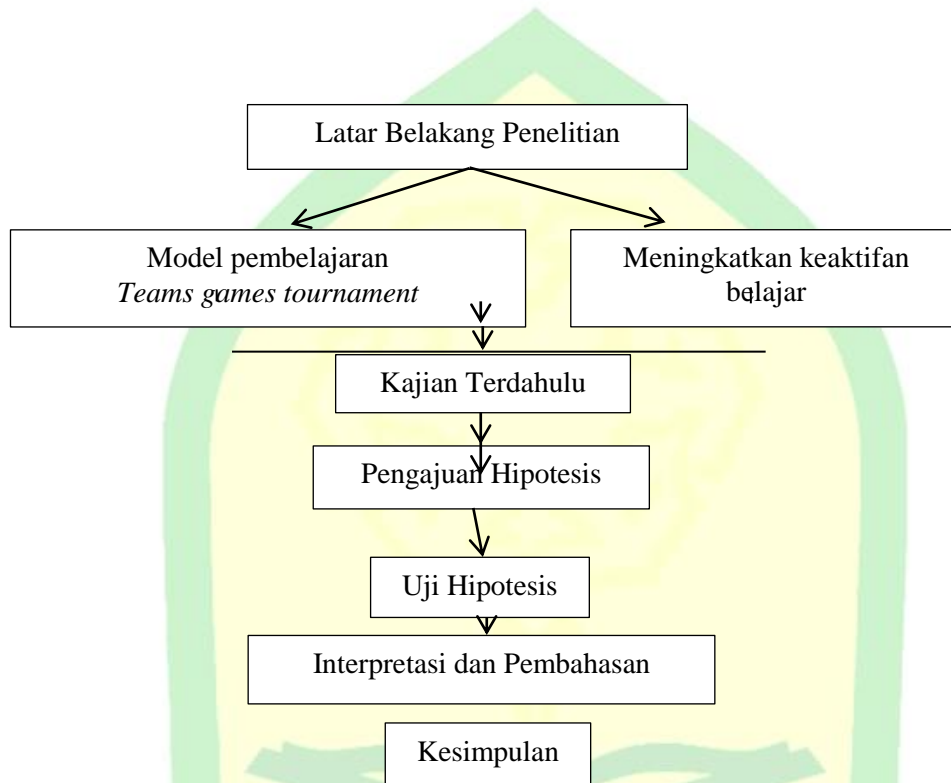 Latar Belakang Penelitian
Model pembelajaran
Teams games tournament
Meningkatkan keaktifan
belajar
Kajian Terdahulu
Pengajuan Hipotesis
Uji Hipotesis
Interpretasi dan Pembahasan
Kesimpulan